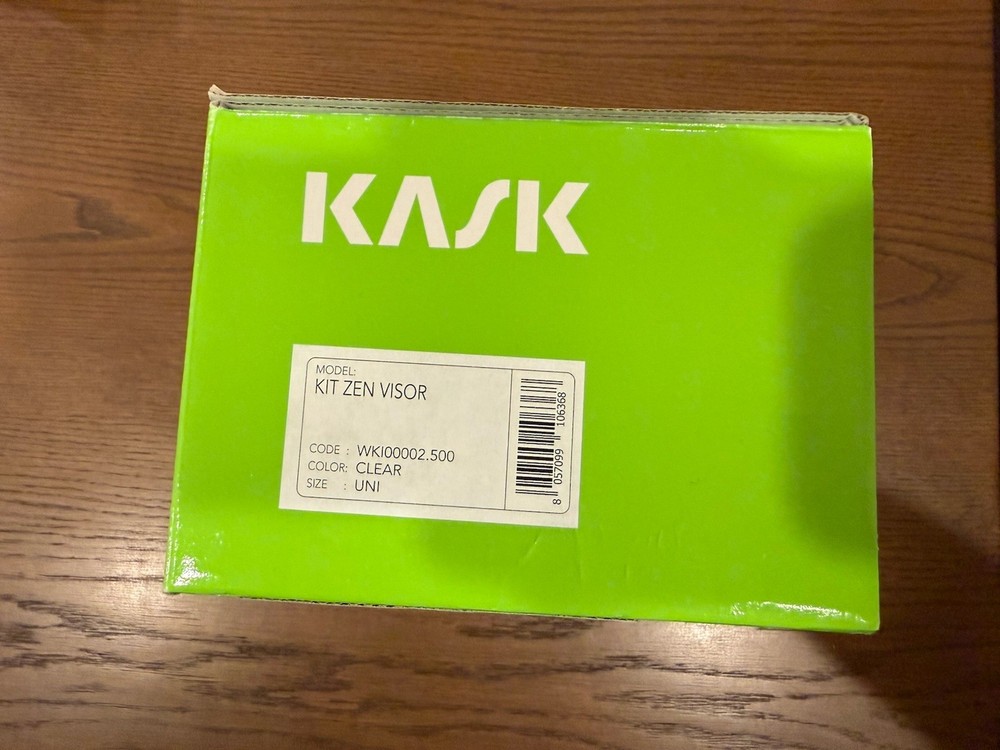 KASK
MODEL:
KIT ZEN VISOR
CODE : WKI00002.500
COLOR: CLEAR
SIZE : UNI
8 057099 106368